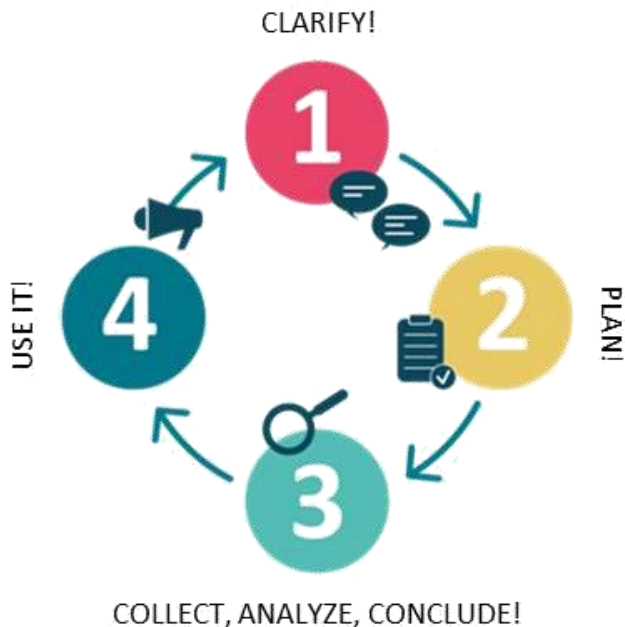 CLARIFY!
1
2
PLAN!
3
COLLECT, ANALYZE, CONCLUDE!
4
USE IT!